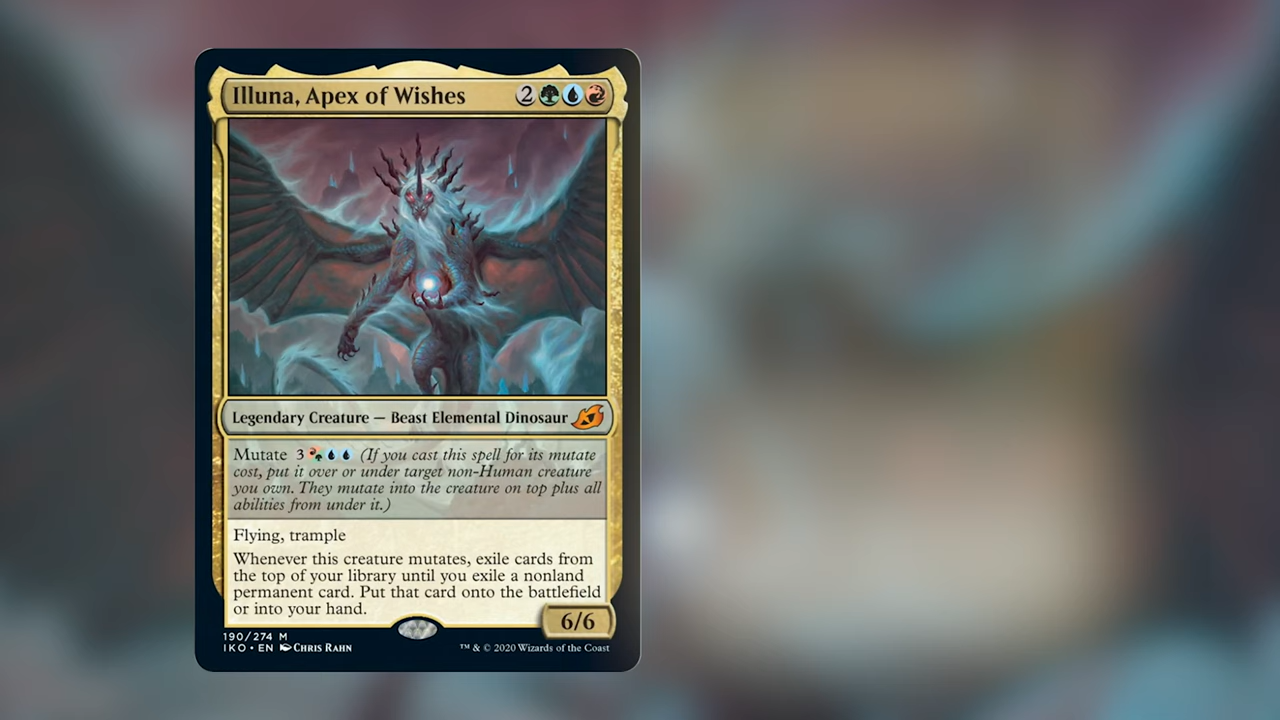 Illuna, Apex of Wishes 2
Legendary Creature — Beast Elemental Dinosaur
Mutate 3 (If you cast this spell for its mutate
cost, put it over or under target non-Human creature
you own. They mutate into the creature on top plus all
abilities from under it.)
Flying, trample
Whenever this creature mutates, exile cards from
the top of your library until you exile a nonland
permanent card. Put that card onto the battlefield
or into your hand.
6/6
190/274 M
IKO • EN Chris Rahn
™ & © 2020 Wizards of the Coast